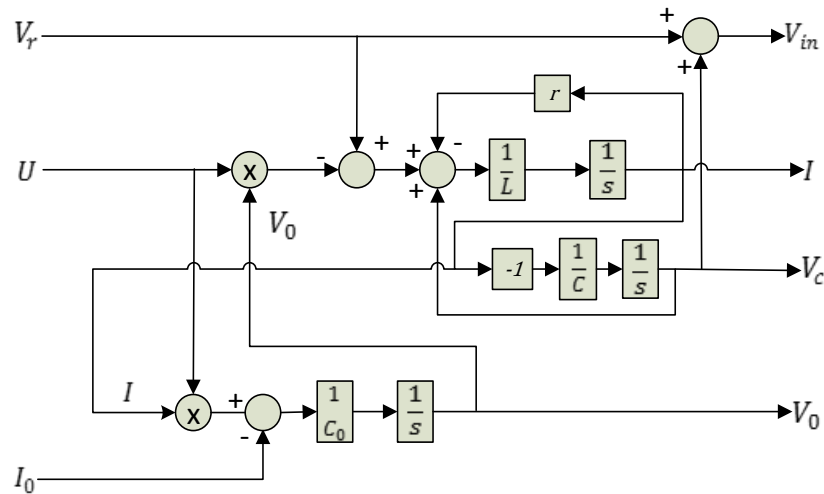 +
V_r
V_in
+
r
-
+
-
+
U
x
+
1/L
1/s
I
V_0
-1
1/C
1/s
V_c
I
+
x
-
1/C_0
1/s
V_0
I_0